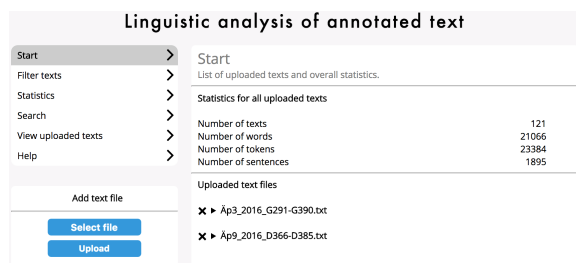 Linguistic analysis of annotated text
Start
Filter texts
Statistics
Search
View uploaded texts
Help
Add text file
Select file
Upload
Start
List of uploaded texts and overall statistics.
Statistics for all uploaded texts
Number of texts 121
Number of words 21066
Number of tokens 23384
Number of sentences 1895
Uploaded text files
Äp3_2016_G291-G390.txt
Äp9_2016_D366-D385.txt